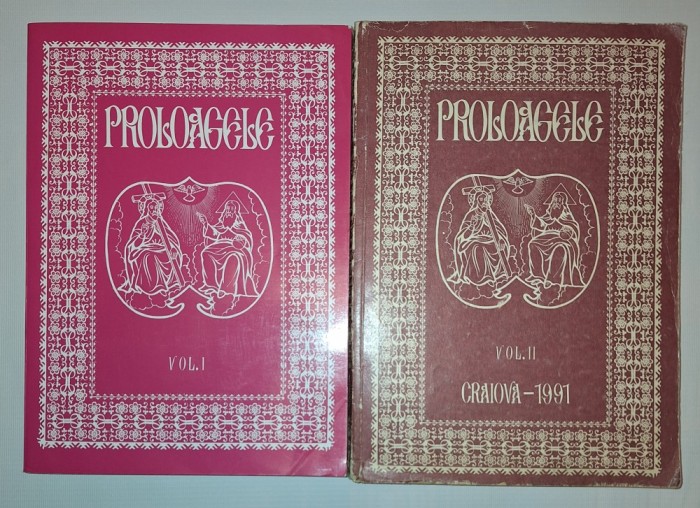 PROLOAGELE
VOL. I
PROLOAGELE
VOL. II
CRAIOVA – 1991